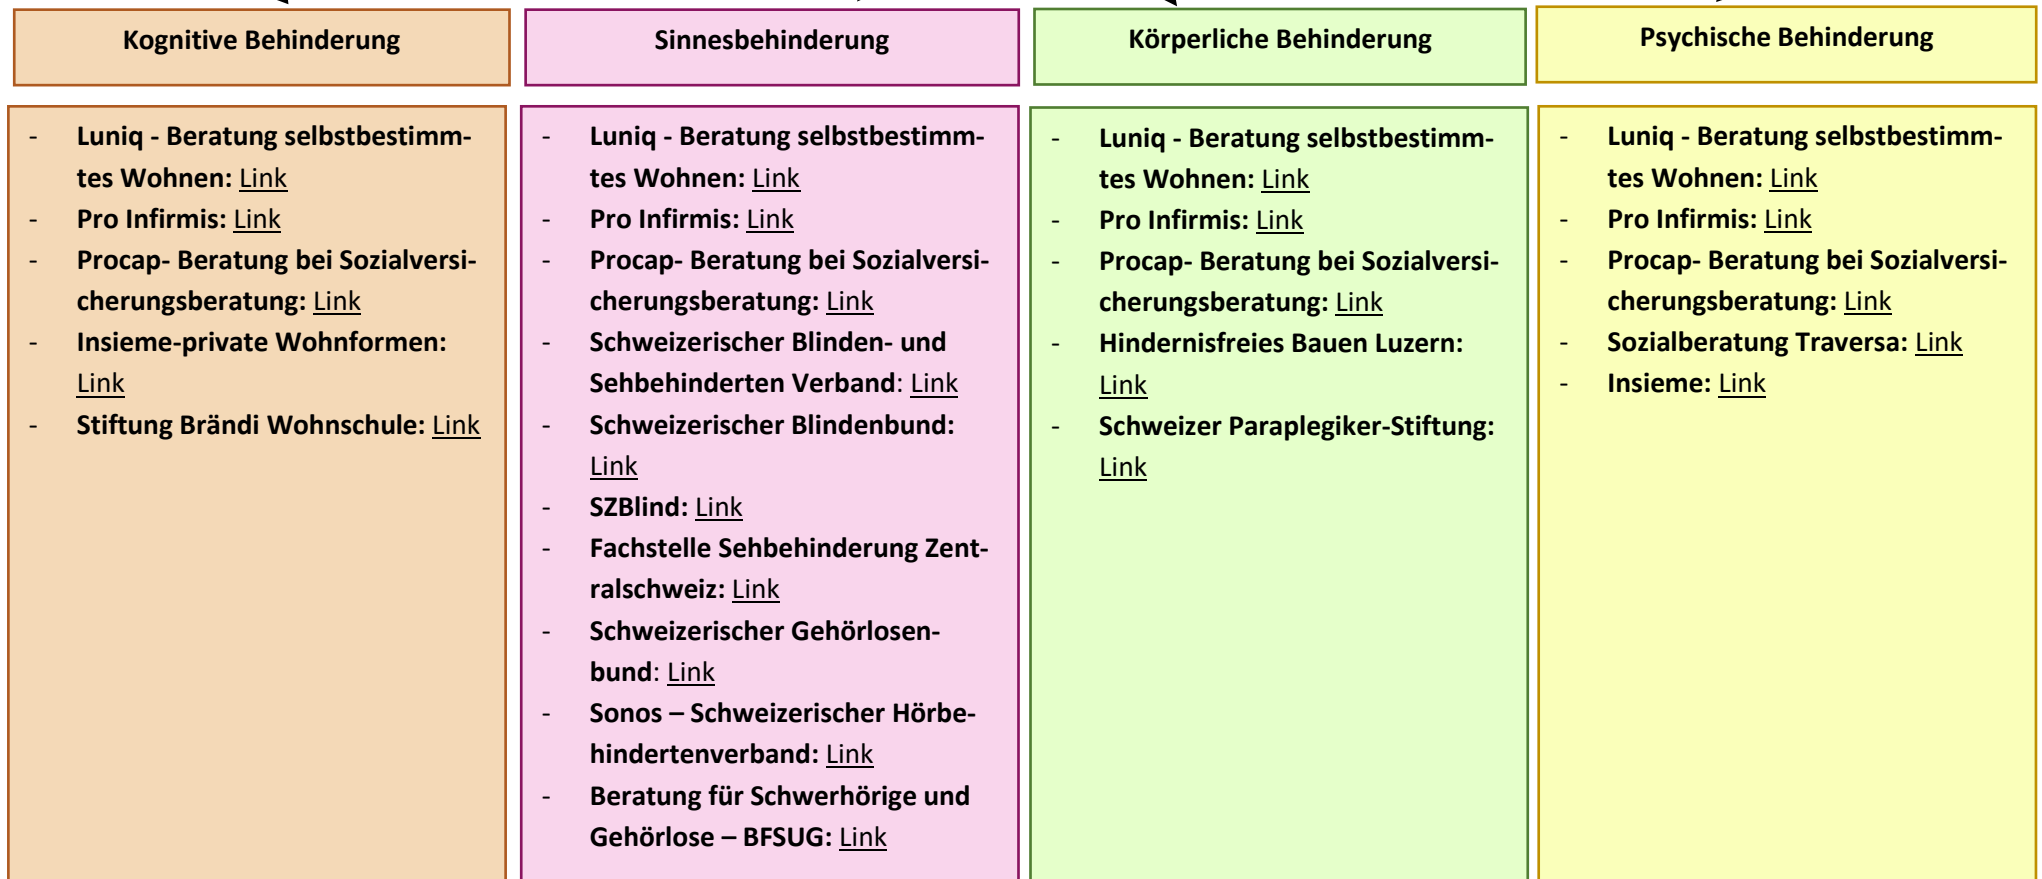 Kognitive Behinderung
- Luniq - Beratung selbstbestimm-
tes Wohnen: Link
- Pro Infirmis: Link
- Procap- Beratung bei Sozialversi-
cherungsberatung: Link
- Insieme-private Wohnformen:
Link
- Stiftung Brändi Wohnschule: Link
Sinnesbehinderung
- Luniq - Beratung selbstbestimm-
tes Wohnen: Link
- Pro Infirmis: Link
- Procap- Beratung bei Sozialversi-
cherungsberatung: Link
- Schweizerischer Blinden- und
Sehbehinderten Verband: Link
- Schweizerischer Blindenbund:
Link
- SZBlind: Link
- Fachstelle Sehbehinderung Zent-
ralschweiz: Link
- Schweizerischer Gehörlosen-
bund: Link
- Sonos – Schweizerischer Hörbe-
hindertenverband: Link
- Beratung für Schwerhörige und
Gehörlose – BFSUG: Link
Körperliche Behinderung
- Luniq - Beratung selbstbestimm-
tes Wohnen: Link
- Pro Infirmis: Link
- Procap- Beratung bei Sozialversi-
cherungsberatung: Link
- Hindernisfreies Bauen Luzern:
Link
- Schweizer Paraplegiker-Stiftung:
Link
Psychische Behinderung
- Luniq - Beratung selbstbestimm-
tes Wohnen: Link
- Pro Infirmis: Link
- Procap- Beratung bei Sozialversi-
cherungsberatung: Link
- Sozialberatung Traversa: Link
- Insieme: Link